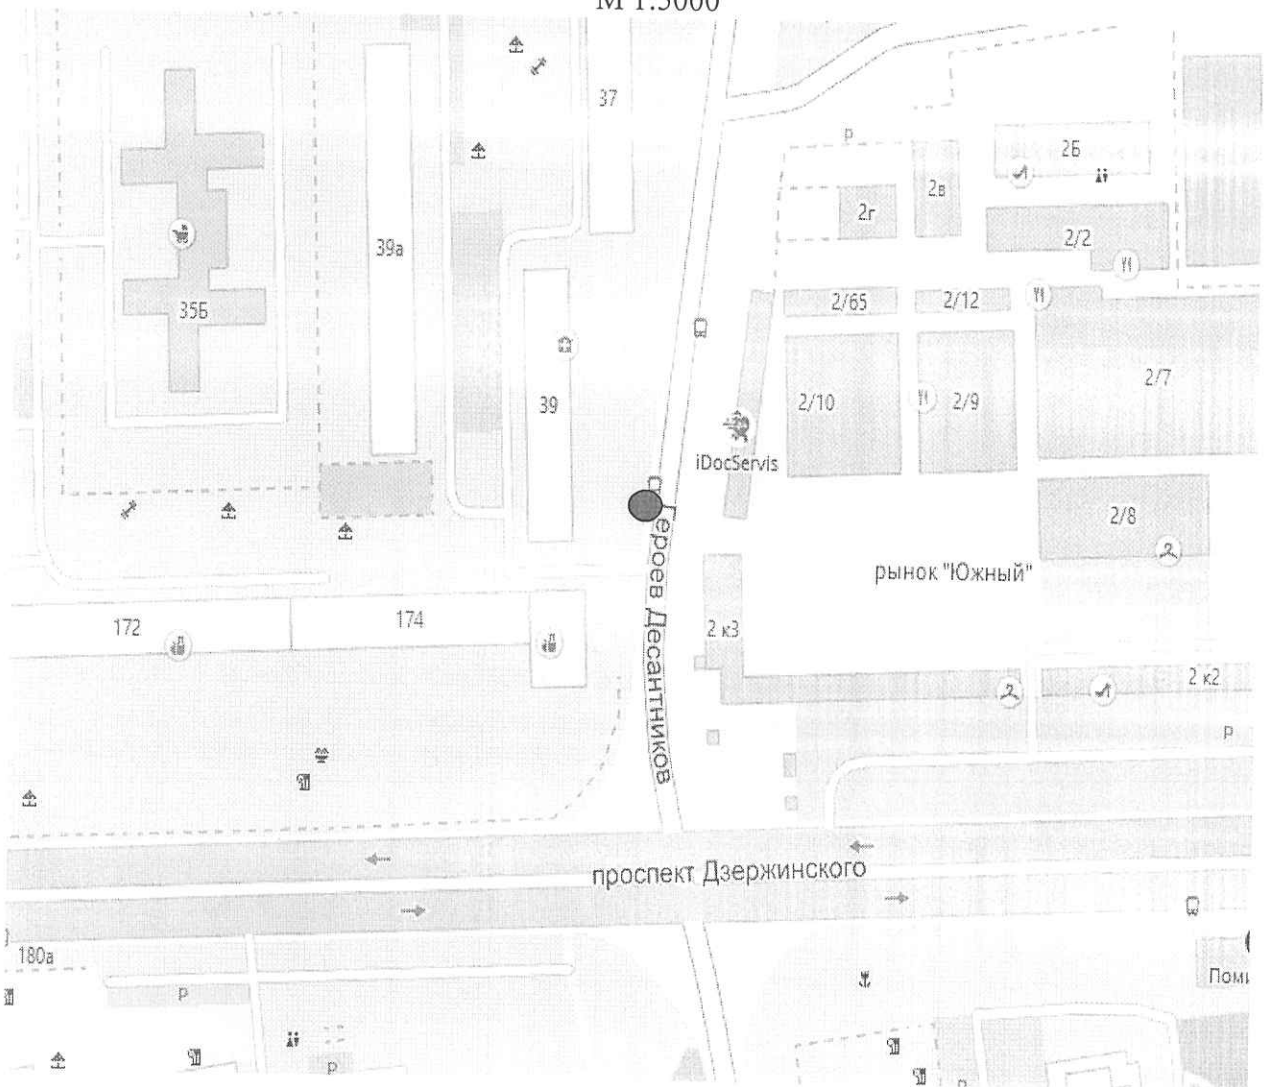 М 1:5000
37
Р
2Б
2в
2г
2/2
39а
35Б
2/65
2/12
2/7
39
2/10
2/9
iDocServis
2/8
Героев Десантников
рынок "Южный"
172
174
2 к3
2 к2
Р
проспект Дзержинского
180а
Р
Р